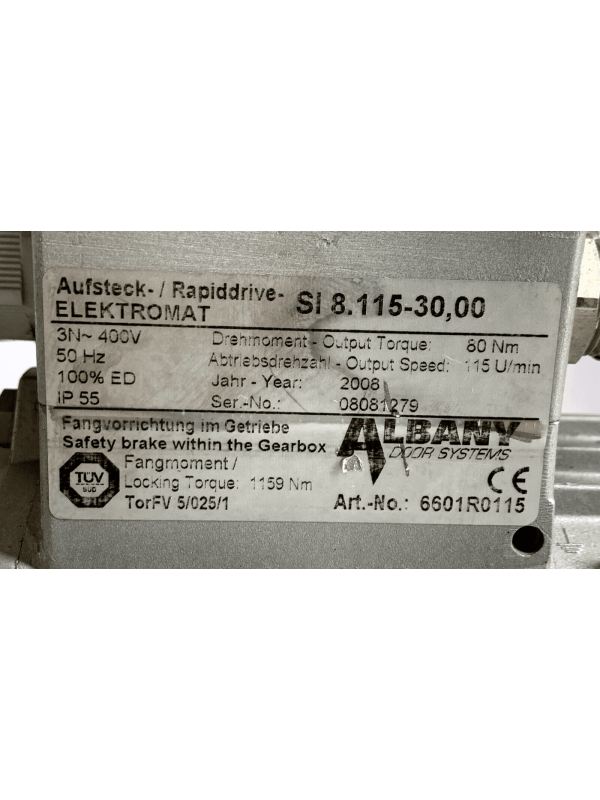 Aufsteck- / Rapiddrive-
ELEKTROMAT SI 8.115-30,00
3N~ 400V Drehmoment - Output Torque: 80 Nm
50 Hz Abtriebsdrehzahl - Output Speed: 115 U/min
100% ED Jahr - Year: 2008
IP 55 Ser.-No.: 08081279
Fangvorrichtung im Getriebe
Safety brake within the Gearbox
ALBANY
DOOR SYSTEMS
TÜV
SÜD
Fangmoment /
Locking Torque: 1159 Nm
TorFV 5/025/1
CE
Art.-No.: 6601R0115